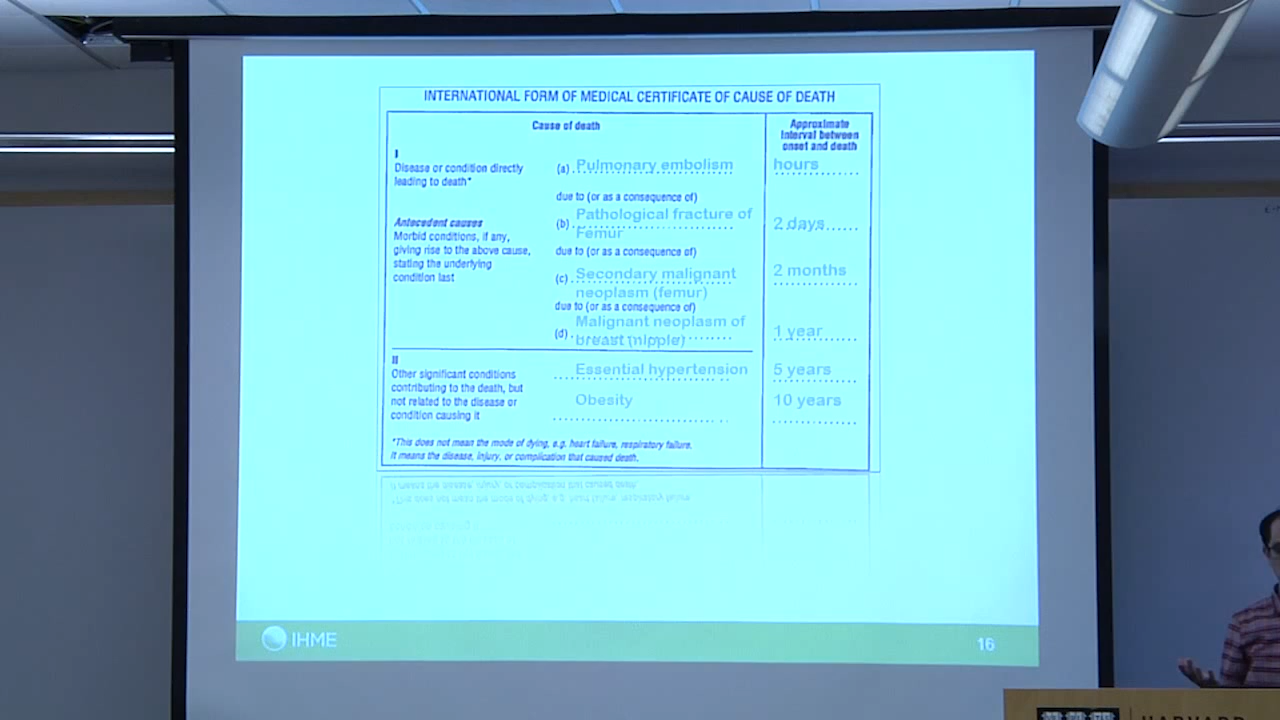 INTERNATIONAL FORM OF MEDICAL CERTIFICATE OF CAUSE OF DEATH
Cause of death
Approximate
interval between
onset and death
I
Disease or condition directly
leading to death*
(a) Pulmonary embolism
hours
due to (or as a consequence of)
Antecedent causes
Morbid conditions, if any,
giving rise to the above cause,
stating the underlying
condition last
(b) Pathological fracture of
Femur
2 days
due to (or as a consequence of)
(c) Secondary malignant
neoplasm (femur)
2 months
due to (or as a consequence of)
(d) Malignant neoplasm of
breast (nipple)
1 year
II
Other significant conditions
contributing to the death, but
not related to the disease or
condition causing it
Essential hypertension
5 years
Obesity
10 years
*This does not mean the mode of dying, e.g. heart failure, respiratory failure.
It means the disease, injury, or complication that caused death.
IHME
16
HARVARD